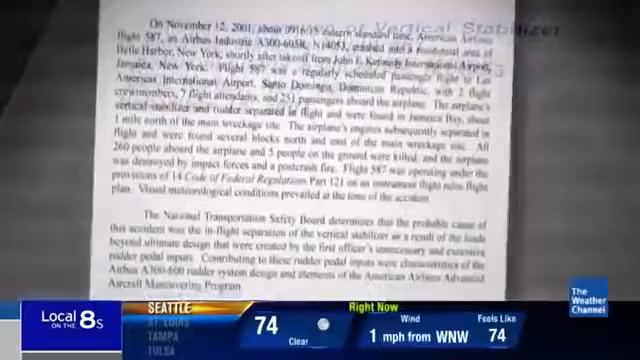 of Vertical Stabilizer
On November 12, 2001, about 0916:15 eastern standard time, American Airlines
flight 587, an Airbus Industrie A300-605R, N14053, crashed into a residential area of
Belle Harbor, New York, shortly after takeoff from John F. Kennedy International Airport,
Jamaica, New York. Flight 587 was a regularly scheduled passenger flight to Las
Americas International Airport, Santo Domingo, Dominican Republic, with 2 flight
crewmembers, 7 flight attendants, and 251 passengers aboard the airplane. The airplane's
vertical stabilizer and rudder separated in flight and were found in Jamaica Bay, about
1 mile north of the main wreckage site. The airplane's engines subsequently separated in
flight and were found several blocks north and east of the main wreckage site. All
260 people aboard the airplane and 5 people on the ground were killed, and the airplane
was destroyed by impact forces and a postcrash fire. Flight 587 was operating under the
provisions of 14 Code of Federal Regulations Part 121 on an instrument flight rules flight
plan. Visual meteorological conditions prevailed at the time of the accident.
The National Transportation Safety Board determines that the probable cause of
this accident was the in-flight separation of the vertical stabilizer as a result of the loads
beyond ultimate design that were created by the first officer's unnecessary and excessive
rudder pedal inputs. Contributing to these rudder pedal inputs were characteristics of the
Airbus A300-600 rudder system design and elements of the American Airlines Advanced
Aircraft Maneuvering Program
The
Weather
Channel
Local
ON THE 8s
SEATTLE
ST. LOUIS
TAMPA
TULSA
Right Now
74
Clear
Wind
1 mph from WNW
Feels Like
74